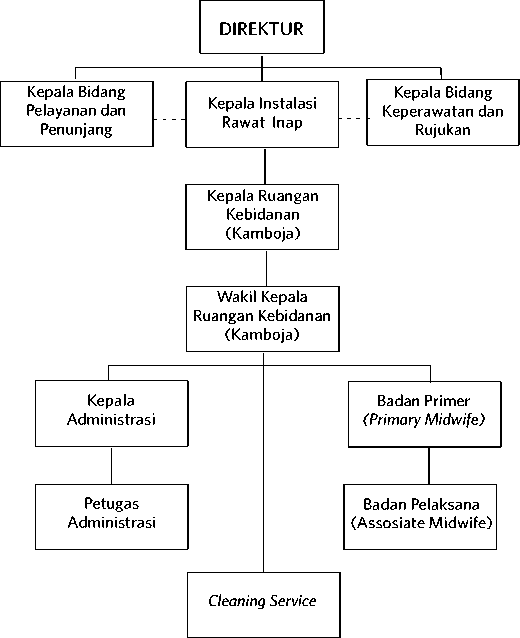 DIREKTUR
Kepala Bidang
Pelayanan dan
Penunjang
Kepala Instalasi
Rawat Inap
Kepala Bidang
Keperawatan dan
Rujukan
Kepala Ruangan
Kebidanan
(Kamboja)
Wakil Kepala
Ruangan Kebidanan
(Kamboja)
Kepala
Administrasi
Badan Primer
(Primary Midwife)
Petugas
Administrasi
Badan Pelaksana
(Assosiate Midwife)
Cleaning Service